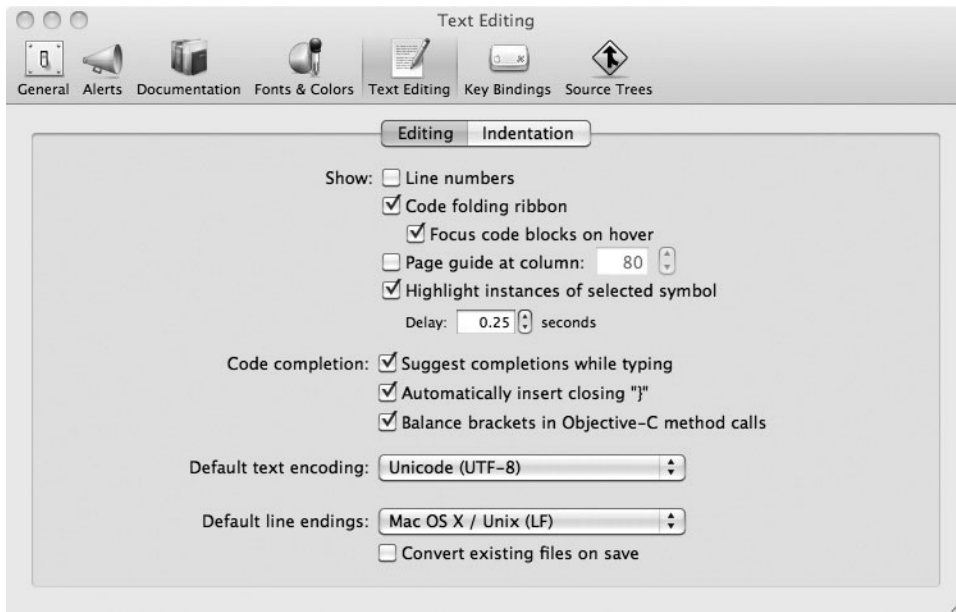 Text Editing
General Alerts Documentation Fonts & Colors Text Editing Key Bindings Source Trees
Editing Indentation
Show: Line numbers
Code folding ribbon
Focus code blocks on hover
Page guide at column: 80
Highlight instances of selected symbol
Delay: 0.25 seconds
Code completion: Suggest completions while typing
Automatically insert closing "}"
Balance brackets in Objective-C method calls
Default text encoding: Unicode (UTF-8)
Default line endings: Mac OS X / Unix (LF)
Convert existing files on save